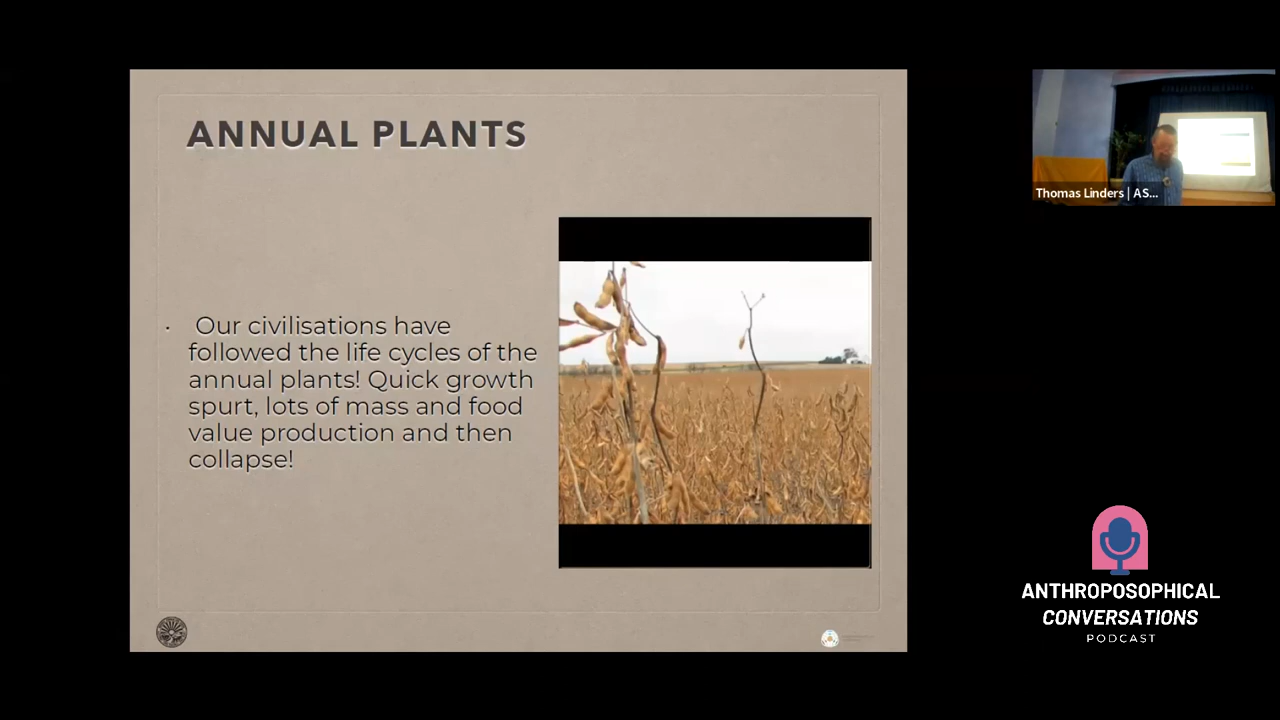 ANNUAL PLANTS
· Our civilisations have
followed the life cycles of the
annual plants! Quick growth
spurt, lots of mass and food
value production and then
collapse!
Thomas Linders | AS...
ANTHROPOSOPHICAL
CONVERSATIONS
PODCAST